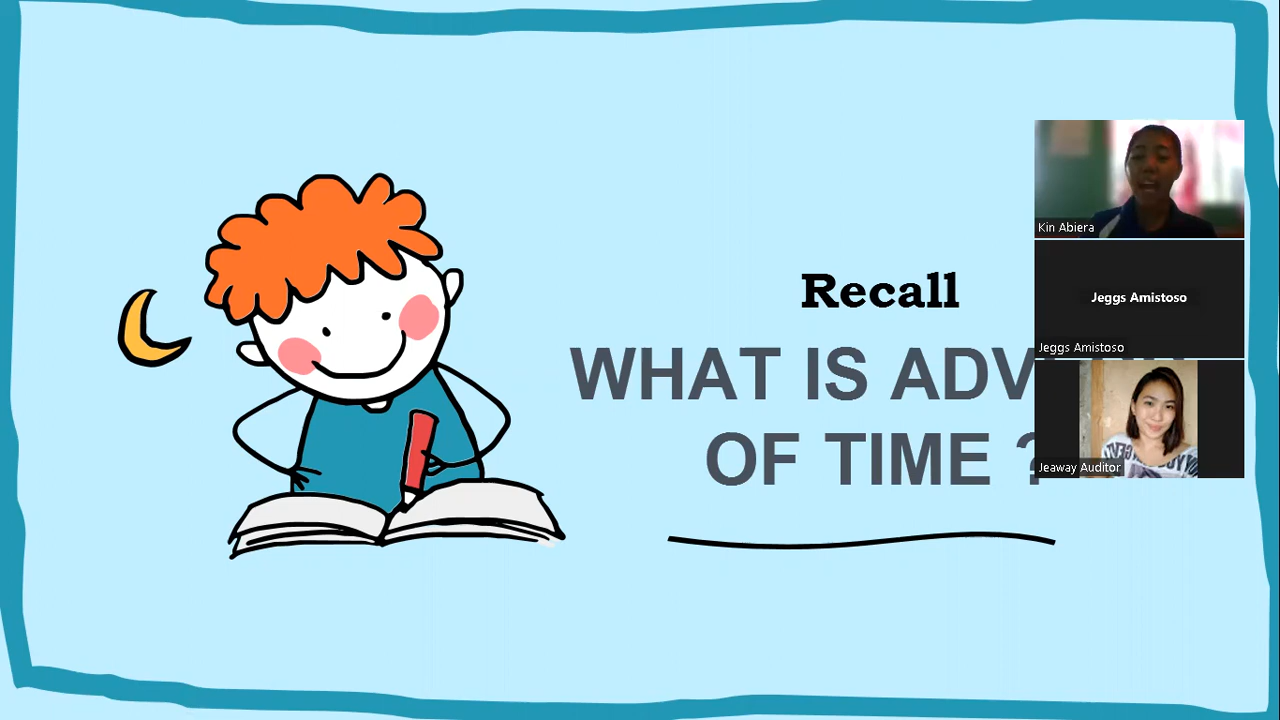 Recall
WHAT IS ADV
OF TIME ?
Kin Abiera
Jeggs Amistoso
Jeggs Amistoso
Jeaway Auditor